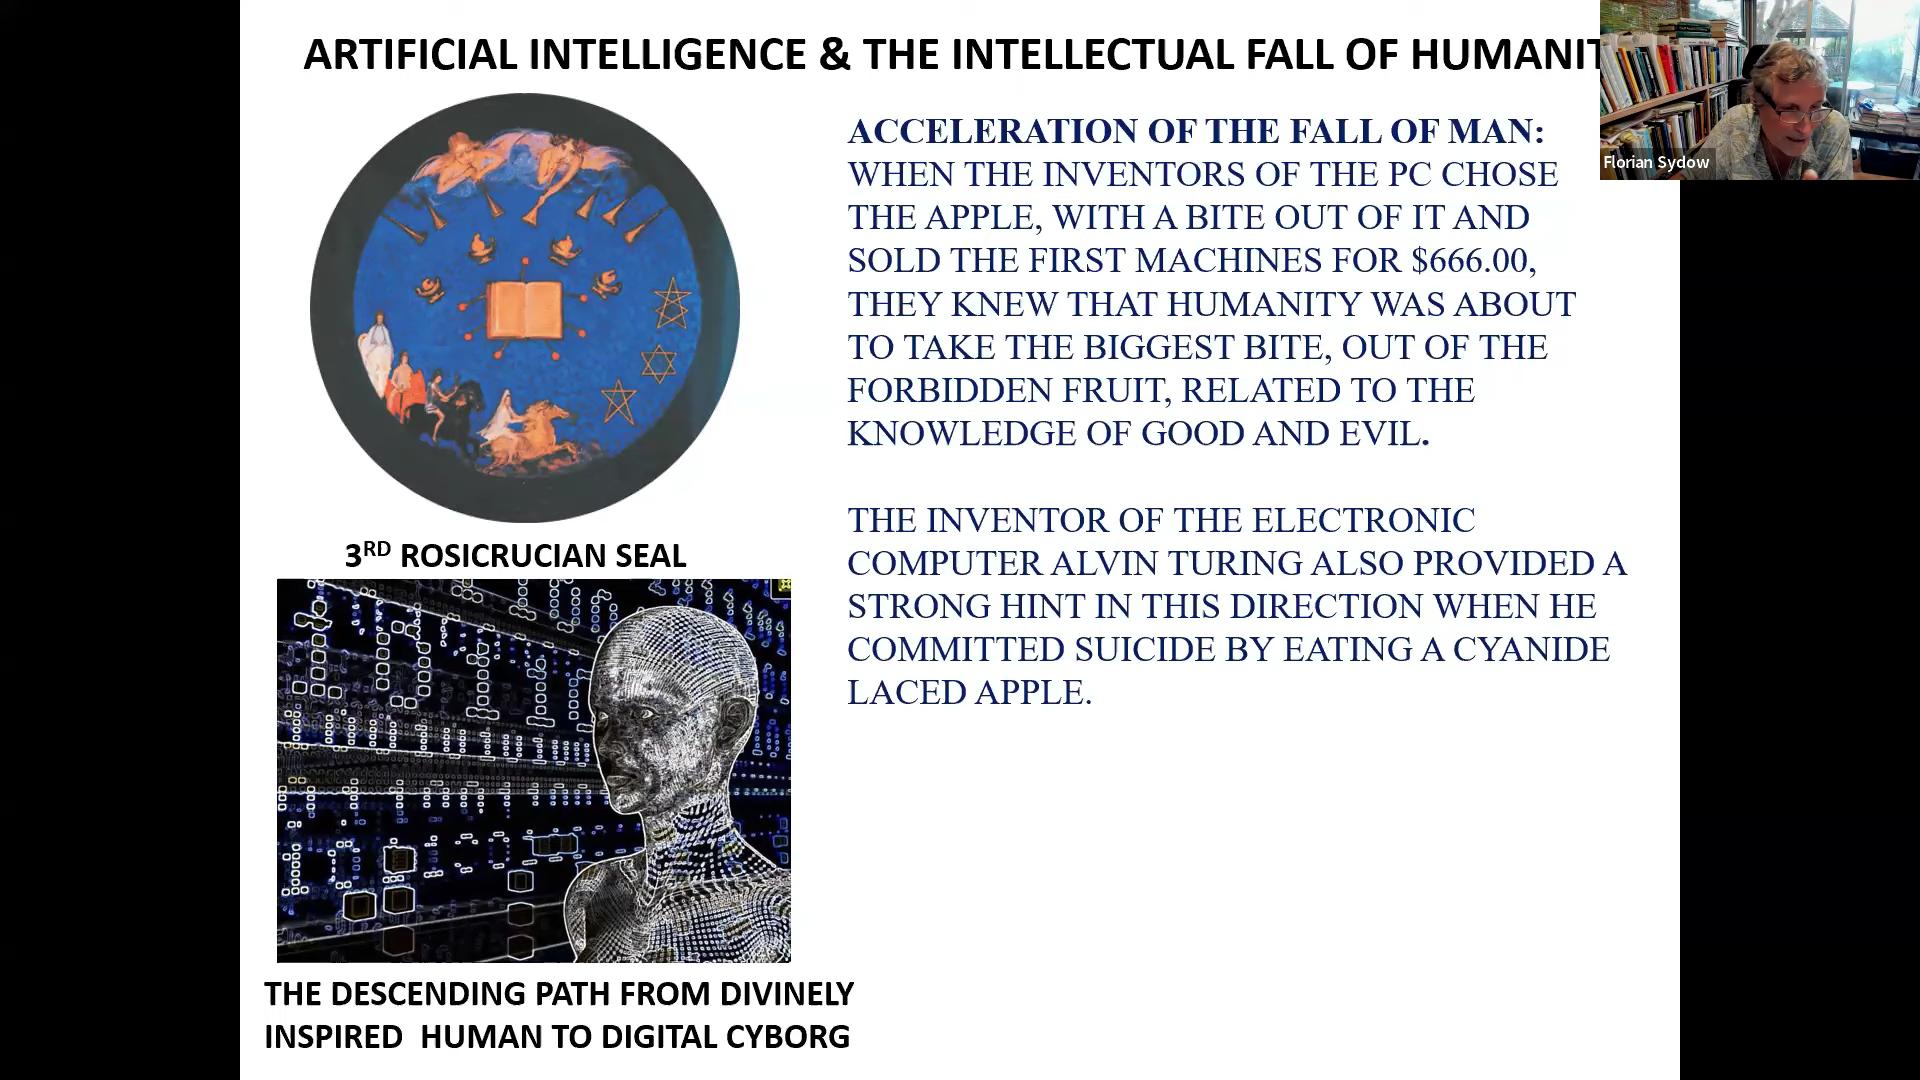 ARTIFICIAL INTELLIGENCE & THE INTELLECTUAL FALL OF HUMANIT
Florian Sydow
ACCELERATION OF THE FALL OF MAN:
WHEN THE INVENTORS OF THE PC CHOSE
THE APPLE, WITH A BITE OUT OF IT AND
SOLD THE FIRST MACHINES FOR $666.00,
THEY KNEW THAT HUMANITY WAS ABOUT
TO TAKE THE BIGGEST BITE, OUT OF THE
FORBIDDEN FRUIT, RELATED TO THE
KNOWLEDGE OF GOOD AND EVIL.
THE INVENTOR OF THE ELECTRONIC
COMPUTER ALVIN TURING ALSO PROVIDED A
STRONG HINT IN THIS DIRECTION WHEN HE
COMMITTED SUICIDE BY EATING A CYANIDE
LACED APPLE.
3RD ROSICRUCIAN SEAL
THE DESCENDING PATH FROM DIVINELY
INSPIRED HUMAN TO DIGITAL CYBORG